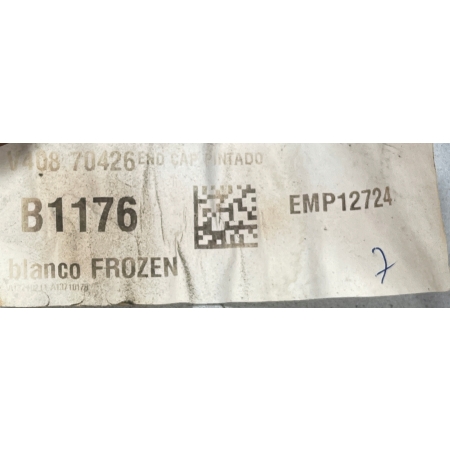 70426 END CAP PINTADO
B1176
EMP12724
blanco FROZEN
7